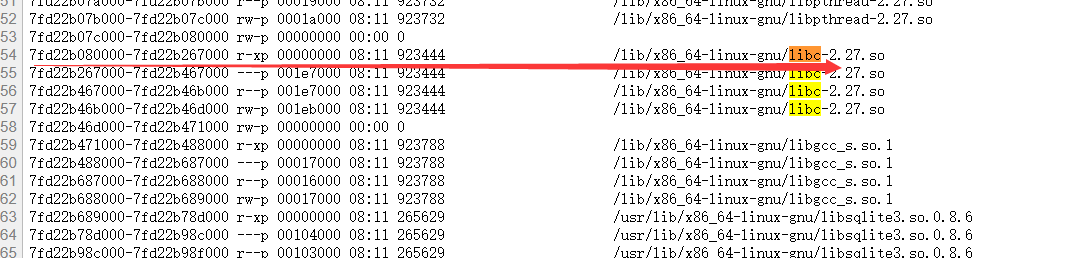 51 7fd22b07a000-7fd22b07b000 r--p 00019000 08:11 923732 /lib/x86_64-linux-gnu/libpthread-2.27.so
52 7fd22b07b000-7fd22b07c000 rw-p 0001a000 08:11 923732 /lib/x86_64-linux-gnu/libpthread-2.27.so
53 7fd22b07c000-7fd22b080000 rw-p 00000000 00:00 0
54 7fd22b080000-7fd22b267000 r-xp 00000000 08:11 923444 /lib/x86_64-linux-gnu/libc-2.27.so
55 7fd22b267000-7fd22b467000 ---p 001e7000 08:11 923444 /lib/x86_64-linux-gnu/libc-2.27.so
56 7fd22b467000-7fd22b46b000 r--p 001e7000 08:11 923444 /lib/x86_64-linux-gnu/libc-2.27.so
57 7fd22b46b000-7fd22b46d000 rw-p 001eb000 08:11 923444 /lib/x86_64-linux-gnu/libc-2.27.so
58 7fd22b46d000-7fd22b471000 rw-p 00000000 00:00 0
59 7fd22b471000-7fd22b488000 r-xp 00000000 08:11 923788 /lib/x86_64-linux-gnu/libgcc_s.so.1
60 7fd22b488000-7fd22b687000 ---p 00017000 08:11 923788 /lib/x86_64-linux-gnu/libgcc_s.so.1
61 7fd22b687000-7fd22b688000 r--p 00016000 08:11 923788 /lib/x86_64-linux-gnu/libgcc_s.so.1
62 7fd22b688000-7fd22b689000 rw-p 00017000 08:11 923788 /lib/x86_64-linux-gnu/libgcc_s.so.1
63 7fd22b689000-7fd22b78d000 r-xp 00000000 08:11 265629 /usr/lib/x86_64-linux-gnu/libsqlite3.so.0.8.6
64 7fd22b78d000-7fd22b98c000 ---p 00104000 08:11 265629 /usr/lib/x86_64-linux-gnu/libsqlite3.so.0.8.6
65 7fd22b98c000-7fd22b98f000 r--p 00103000 08:11 265629 /usr/lib/x86_64-linux-gnu/libsqlite3.so.0.8.6